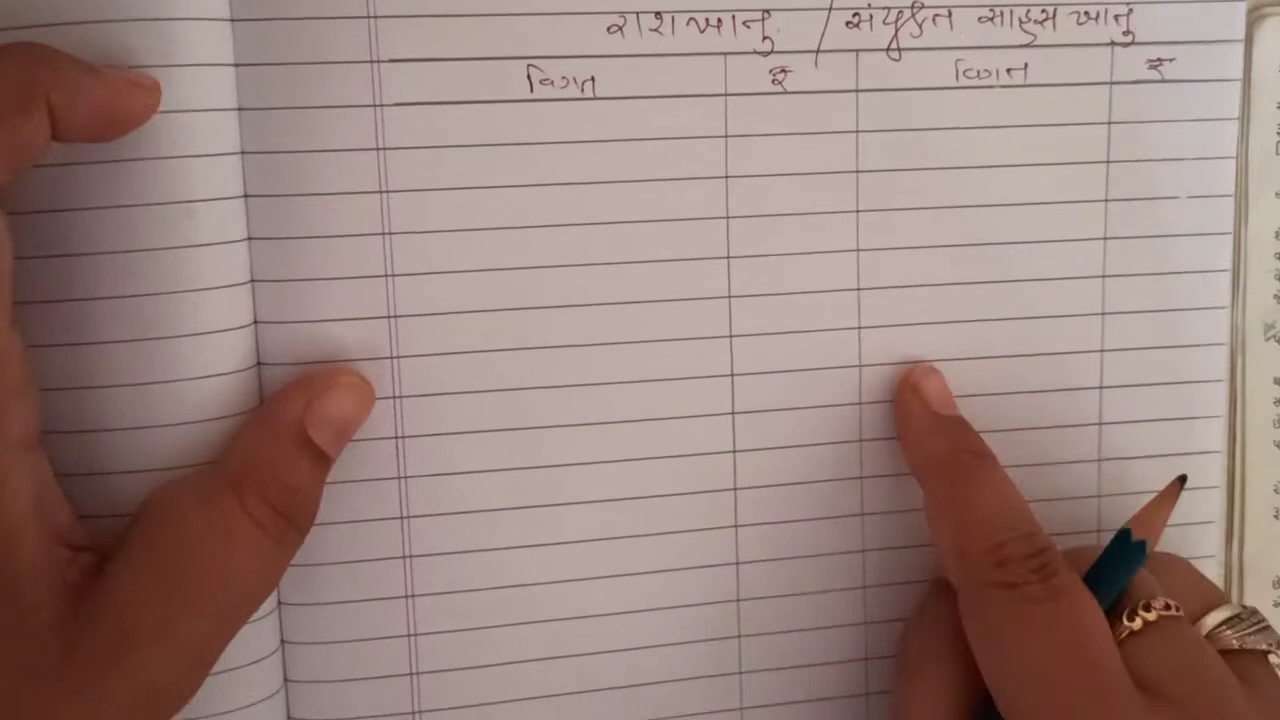 રાશ ખાનુ / સંયુક્ત સાહસ ખાનું
વિગત ₹ વિગત ₹